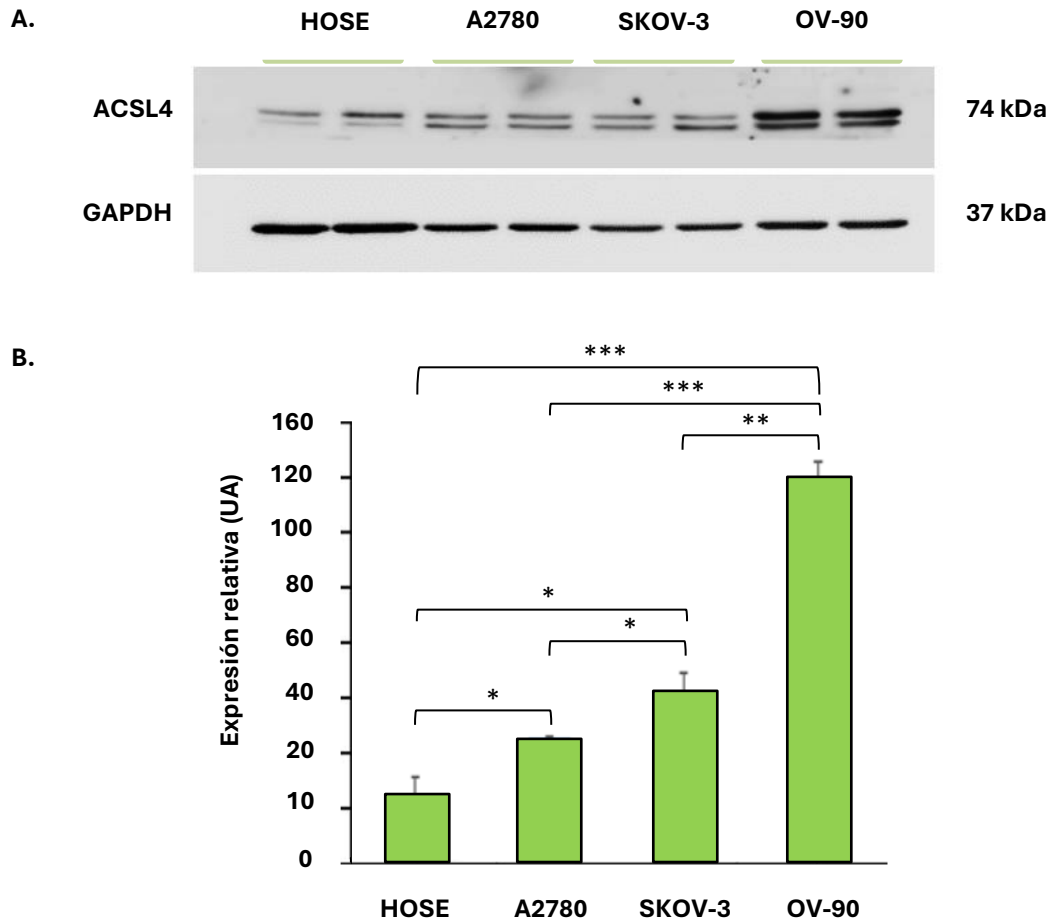 A.
HOSE A2780 SKOV-3 OV-90
ACSL4 74 kDa
GAPDH 37 kDa
B.
***
***
**
160
120
100
80
60
40
20
10
0
*
*
*
Expresión relativa (UA)
HOSE A2780 SKOV-3 OV-90